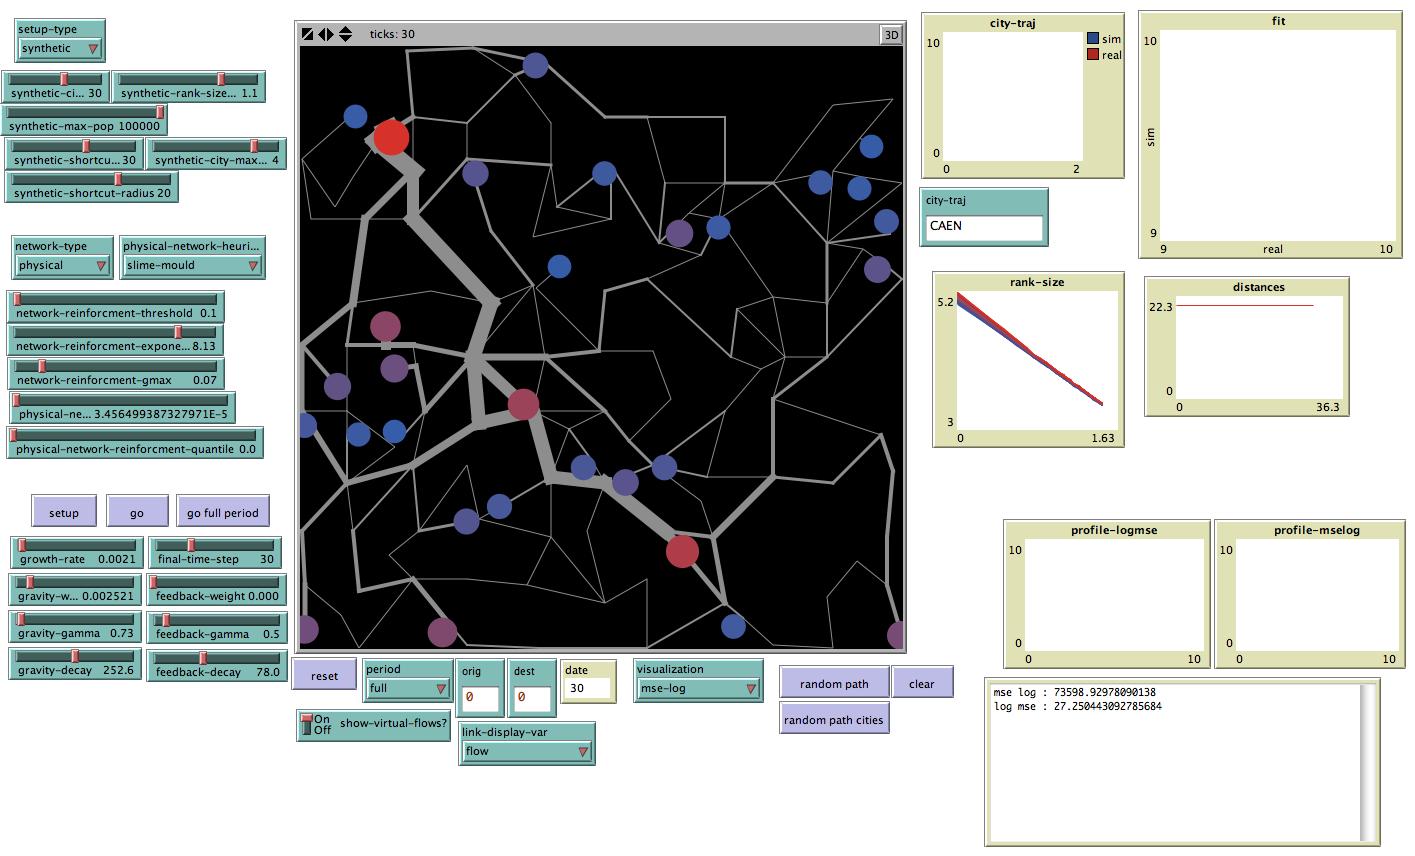 setup-type
synthetic
synthetic-ci... 30
synthetic-rank-size... 1.1
synthetic-max-pop 100000
synthetic-shortcu... 30
synthetic-city-max... 4
synthetic-shortcut-radius 20
network-type
physical
physical-network-heuri...
slime-mould
network-reinforcment-threshold 0.1
network-reinforcment-expone... 8.13
network-reinforcment-gmax 0.07
physical-ne... 3.456499387327971E-5
physical-network-reinforcment-quantile 0.0
setup
go
go full period
growth-rate 0.0021
final-time-step 30
gravity-w... 0.002521
feedback-weight 0.000
gravity-gamma 0.73
feedback-gamma 0.5
gravity-decay 252.6
feedback-decay 78.0
ticks: 30
3D
reset
period
full
orig
0
dest
0
date
30
visualization
mse-log
random path
clear
random path cities
On
Off
show-virtual-flows?
link-display-var
flow
city-traj
10
0
0
2
sim
real
city-traj
CAEN
fit
10
sim
9
9
real
10
rank-size
5.2
3
0
1.63
distances
22.3
0
0
36.3
profile-logmse
10
0
0
10
profile-mselog
10
0
0
10
mse log : 73598.92978090138
log mse : 27.250443092785684